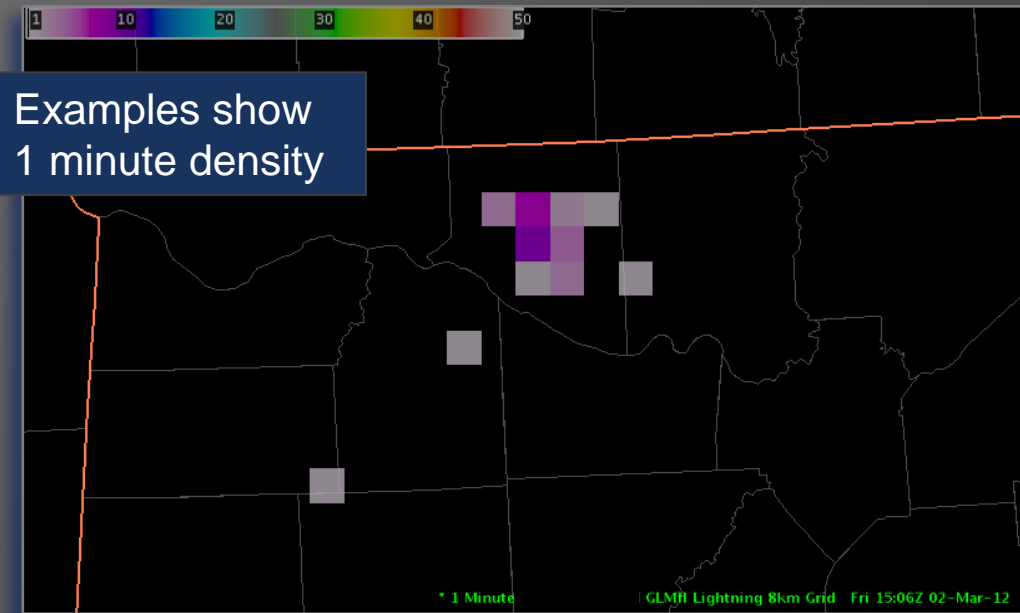 1 10 20 30 40 50
Examples show
1 minute density
* 1 Minute GLMfl Lightning 8km Grid Fri 15:06Z 02-Mar-12